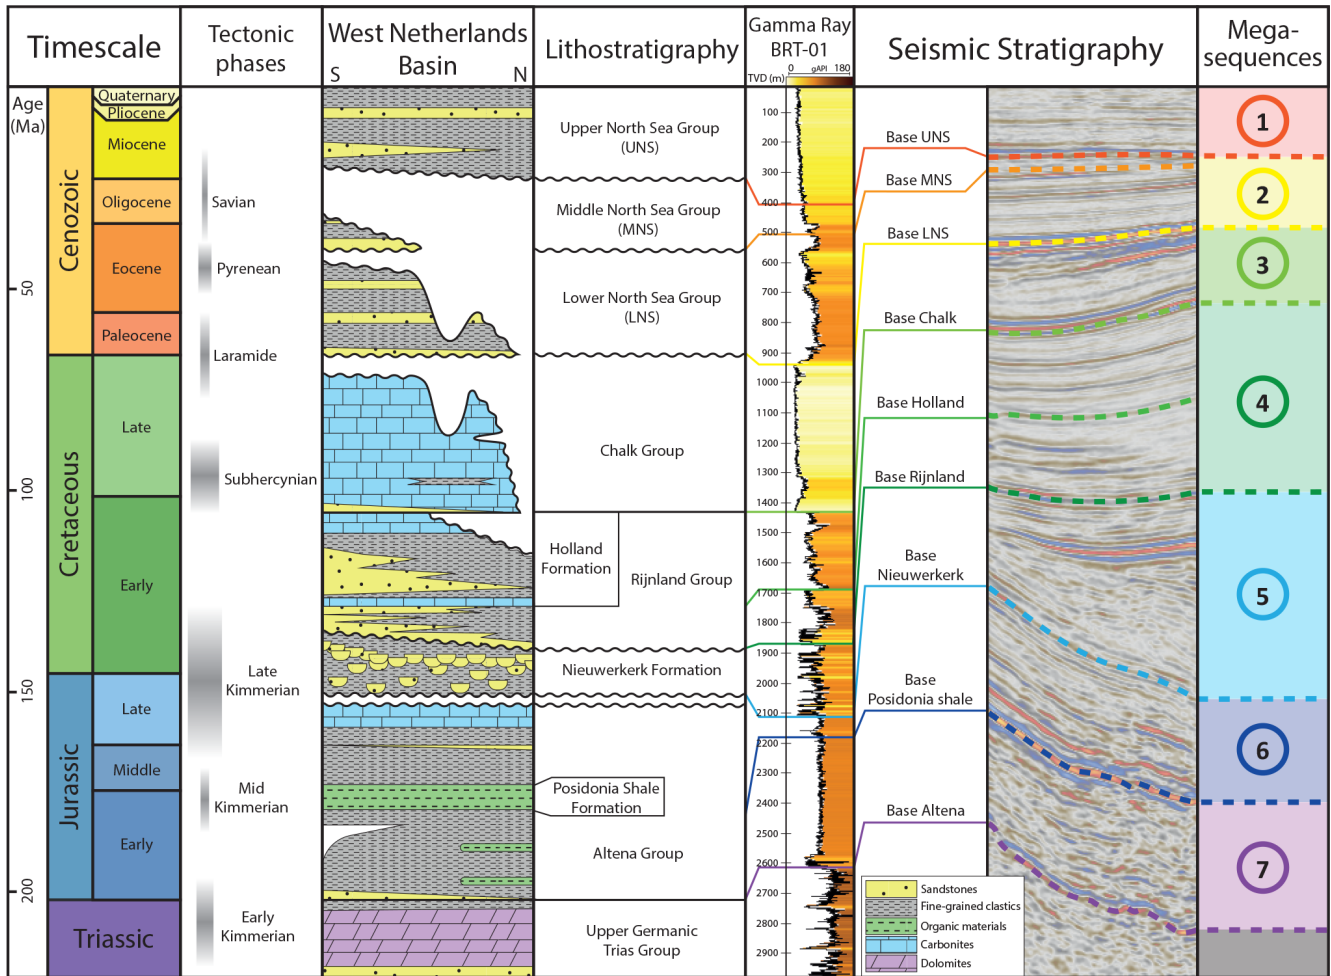 Timescale
Tectonic
phases
West Netherlands
Basin
S
N
Lithostratigraphy
Gamma Ray
BRT-01
0 gAPI 180
TVD (m)
Seismic Stratigraphy
Mega-
sequences
Age
(Ma)
50
100
150
200
Cenozoic
Quaternary
Pliocene
Miocene
Oligocene
Eocene
Paleocene
Cretaceous
Late
Early
Jurassic
Late
Middle
Early
Triassic
Savian
Pyrenean
Laramide
Subhercynian
Late
Kimmerian
Mid
Kimmerian
Early
Kimmerian
Upper North Sea Group
(UNS)
Middle North Sea Group
(MNS)
Lower North Sea Group
(LNS)
Chalk Group
Holland
Formation
Rijnland Group
Nieuwerkerk Formation
Posidonia Shale
Formation
Altena Group
Upper Germanic
Trias Group
100
200
300
400
500
600
700
800
900
1000
1100
1200
1300
1400
1500
1600
1700
1800
1900
2000
2100
2200
2300
2400
2500
2600
2700
2800
2900
Base UNS
Base MNS
Base LNS
Base Chalk
Base Holland
Base Rijnland
Base
Nieuwerkerk
Base
Posidonia shale
Base Altena
Sandstones
Fine-grained clastics
Organic materials
Carbonites
Dolomites
1
2
3
4
5
6
7